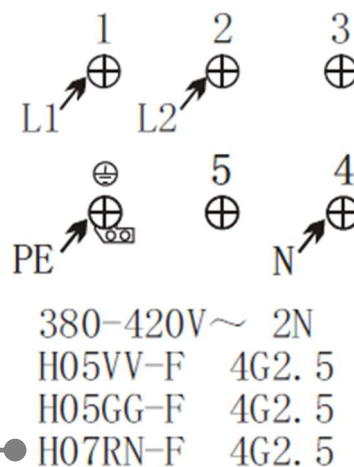 1 2 3
L1 L2
5 4
PE N
380-420V~ 2N
H05VV-F 4G2.5
H05GG-F 4G2.5
H07RN-F 4G2.5